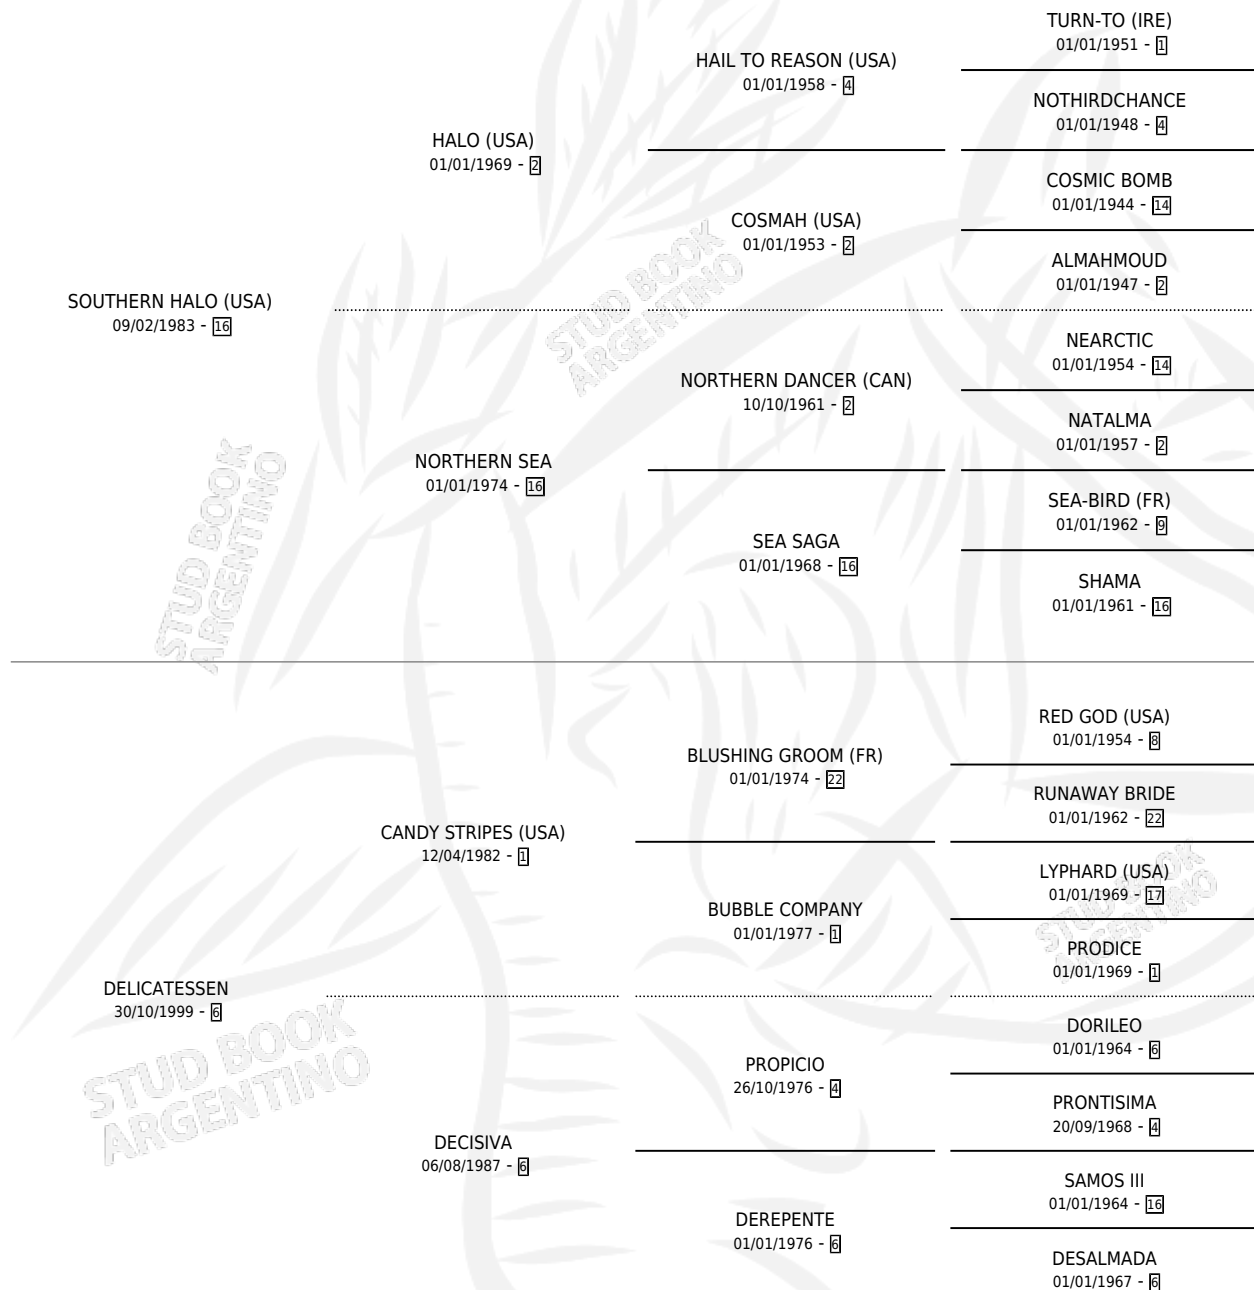 TURN-TO (IRE)
01/01/1951 - 1
HAIL TO REASON (USA)
01/01/1958 - 4
NOTHIRDCHANCE
01/01/1948 - 4
HALO (USA)
01/01/1969 - 2
COSMIC BOMB
01/01/1944 - 14
COSMAH (USA)
01/01/1953 - 2
ALMAHMOUD
01/01/1947 - 2
SOUTHERN HALO (USA)
09/02/1983 - 16
NEARCTIC
01/01/1954 - 14
NORTHERN DANCER (CAN)
10/10/1961 - 2
NATALMA
01/01/1957 - 2
NORTHERN SEA
01/01/1974 - 16
SEA-BIRD (FR)
01/01/1962 - 9
SEA SAGA
01/01/1968 - 16
SHAMA
01/01/1961 - 16
STUD BOOK
ARGENTINO
STUD BOOK
ARGENTINO
RED GOD (USA)
01/01/1954 - 8
BLUSHING GROOM (FR)
01/01/1974 - 22
RUNAWAY BRIDE
01/01/1962 - 22
CANDY STRIPES (USA)
12/04/1982 - 1
LYPHARD (USA)
01/01/1969 - 17
BUBBLE COMPANY
01/01/1977 - 1
PRODICE
01/01/1969 - 1
STUD BOOK
ARGENTINO
DELICATESSEN
30/10/1999 - 6
DORILEO
01/01/1964 - 6
PROPICIO
26/10/1976 - 4
PRONTISIMA
20/09/1968 - 4
DECISIVA
06/08/1987 - 6
SAMOS III
01/01/1964 - 16
DEREPENTE
01/01/1976 - 6
DESALMADA
01/01/1967 - 6
STUD BOOK
ARGENTINO